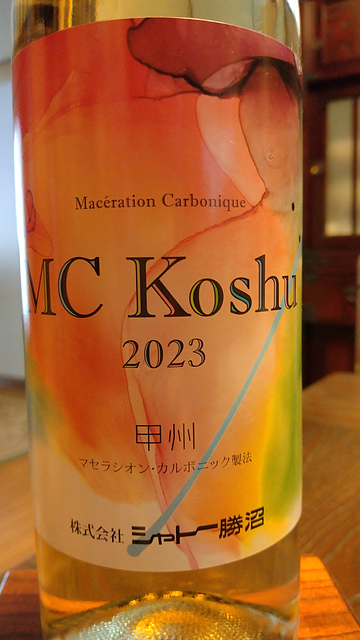 Macération Carbonique
MC Koshu
2023
甲州
マセラシオン・カルボニック製法
株式会社 シャトー勝沼